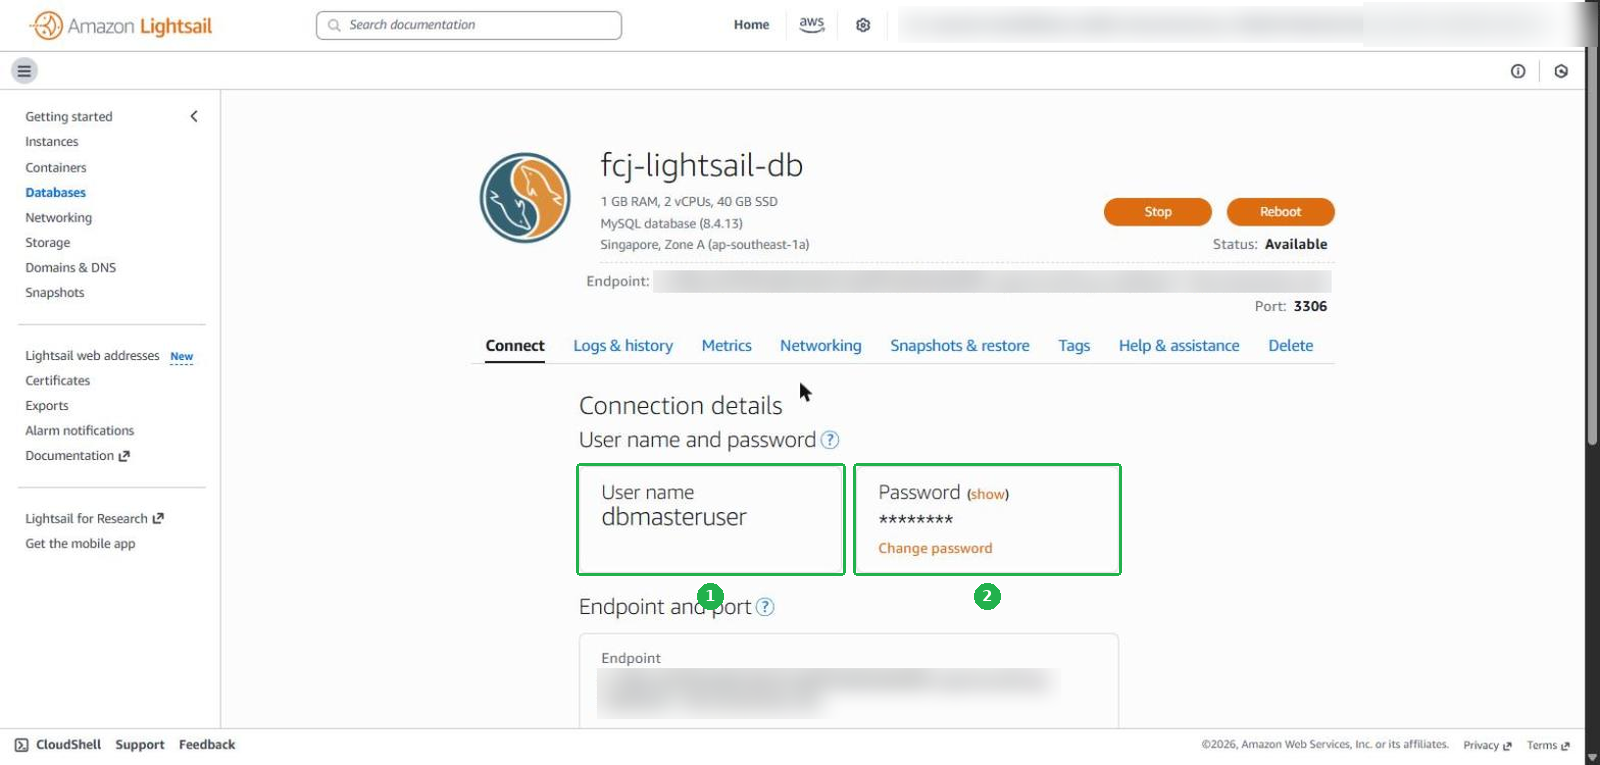 Amazon Lightsail
Search documentation
Home
aws
Getting started
Instances
Containers
Databases
Networking
Storage
Domains & DNS
Snapshots
Lightsail web addresses New
Certificates
Exports
Alarm notifications
Documentation
Lightsail for Research
Get the mobile app
fcj-lightsail-db
1 GB RAM, 2 vCPUs, 40 GB SSD
MySQL database (8.4.13)
Singapore, Zone A (ap-southeast-1a)
Stop
Reboot
Status: Available
Endpoint:
Port: 3306
Connect Logs & history Metrics Networking Snapshots & restore Tags Help & assistance Delete
Connection details
User name and password ?
User name
dbmasteruser
Password (show)
********
Change password
1
2
Endpoint and port ?
Endpoint
CloudShell Support Feedback
©2026, Amazon Web Services, Inc. or its affiliates. Privacy Terms